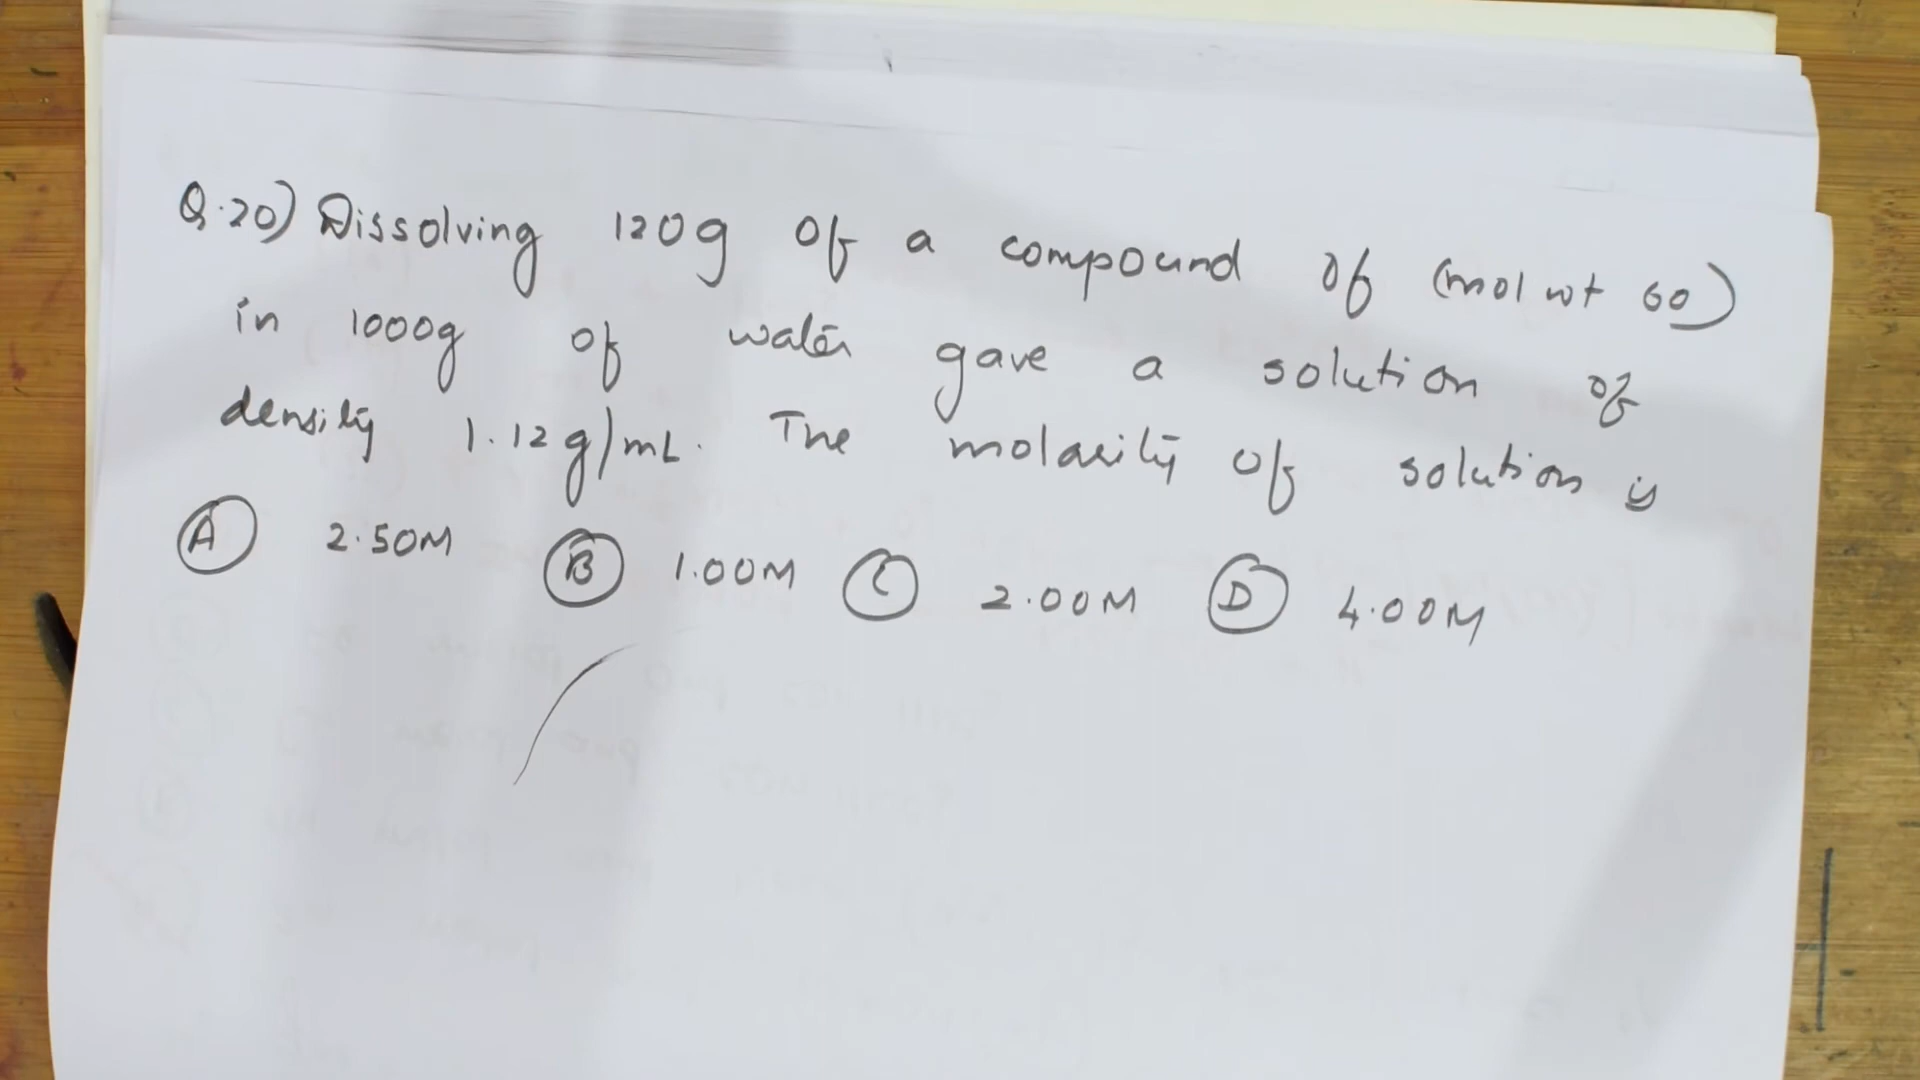 Q.20) Dissolving 120g of a compound of (mol wt 60)
in 1000g of water gave a solution of
density 1.12g/mL. The molarity of solution is
A 2.50M B 1.00M C 2.00M D 4.00M